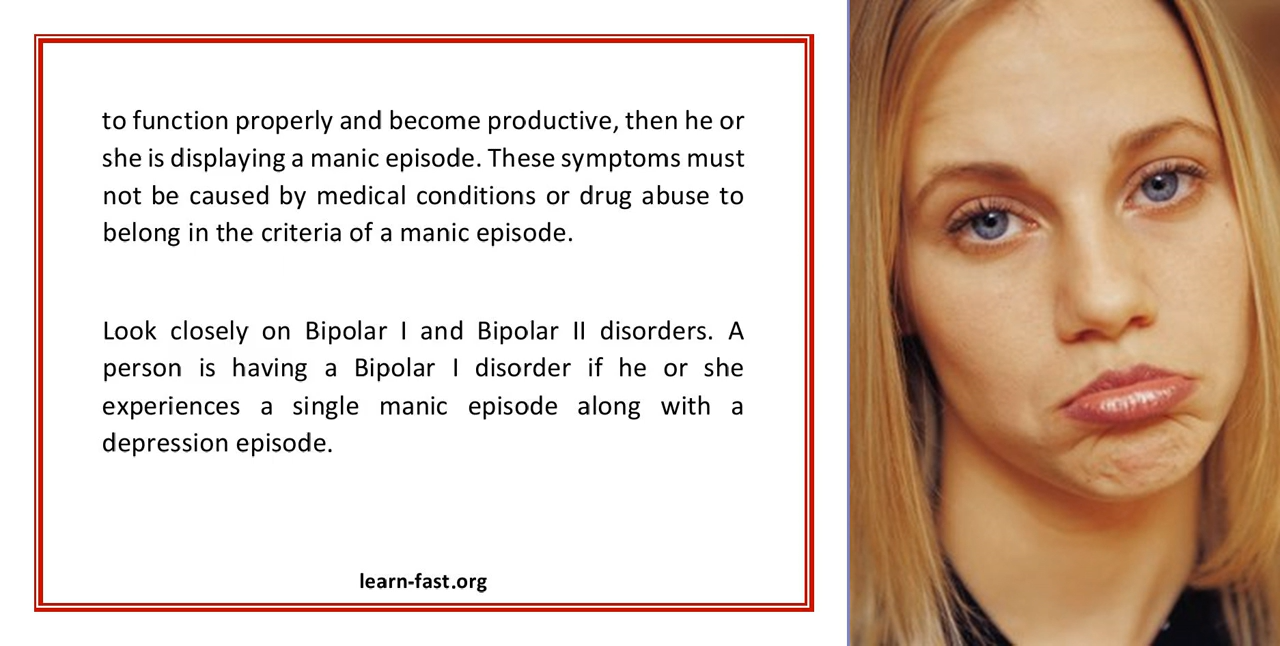 to function properly and become productive, then he or
she is displaying a manic episode. These symptoms must
not be caused by medical conditions or drug abuse to
belong in the criteria of a manic episode.
Look closely on Bipolar I and Bipolar II disorders. A
person is having a Bipolar I disorder if he or she
experiences a single manic episode along with a
depression episode.
learn-fast.org